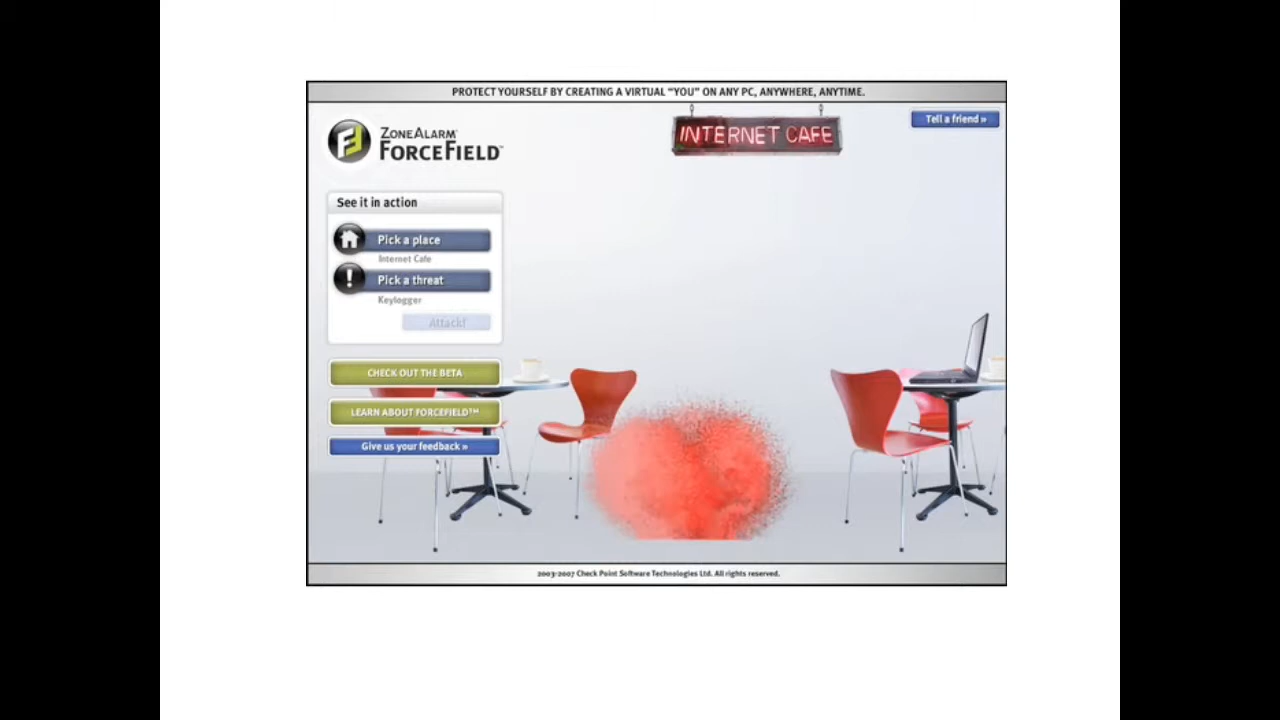 PROTECT YOURSELF BY CREATING A VIRTUAL “YOU” ON ANY PC, ANYWHERE, ANYTIME.
INTERNET CAFE
Tell a friend »
ZONEALARM®
FORCEFIELD™
See it in action
Pick a place
Internet Cafe
Pick a threat
Keylogger
Attack!
CHECK OUT THE BETA
LEARN ABOUT FORCEFIELD™
Give us your feedback »
2003-2007 Check Point Software Technologies Ltd. All rights reserved.